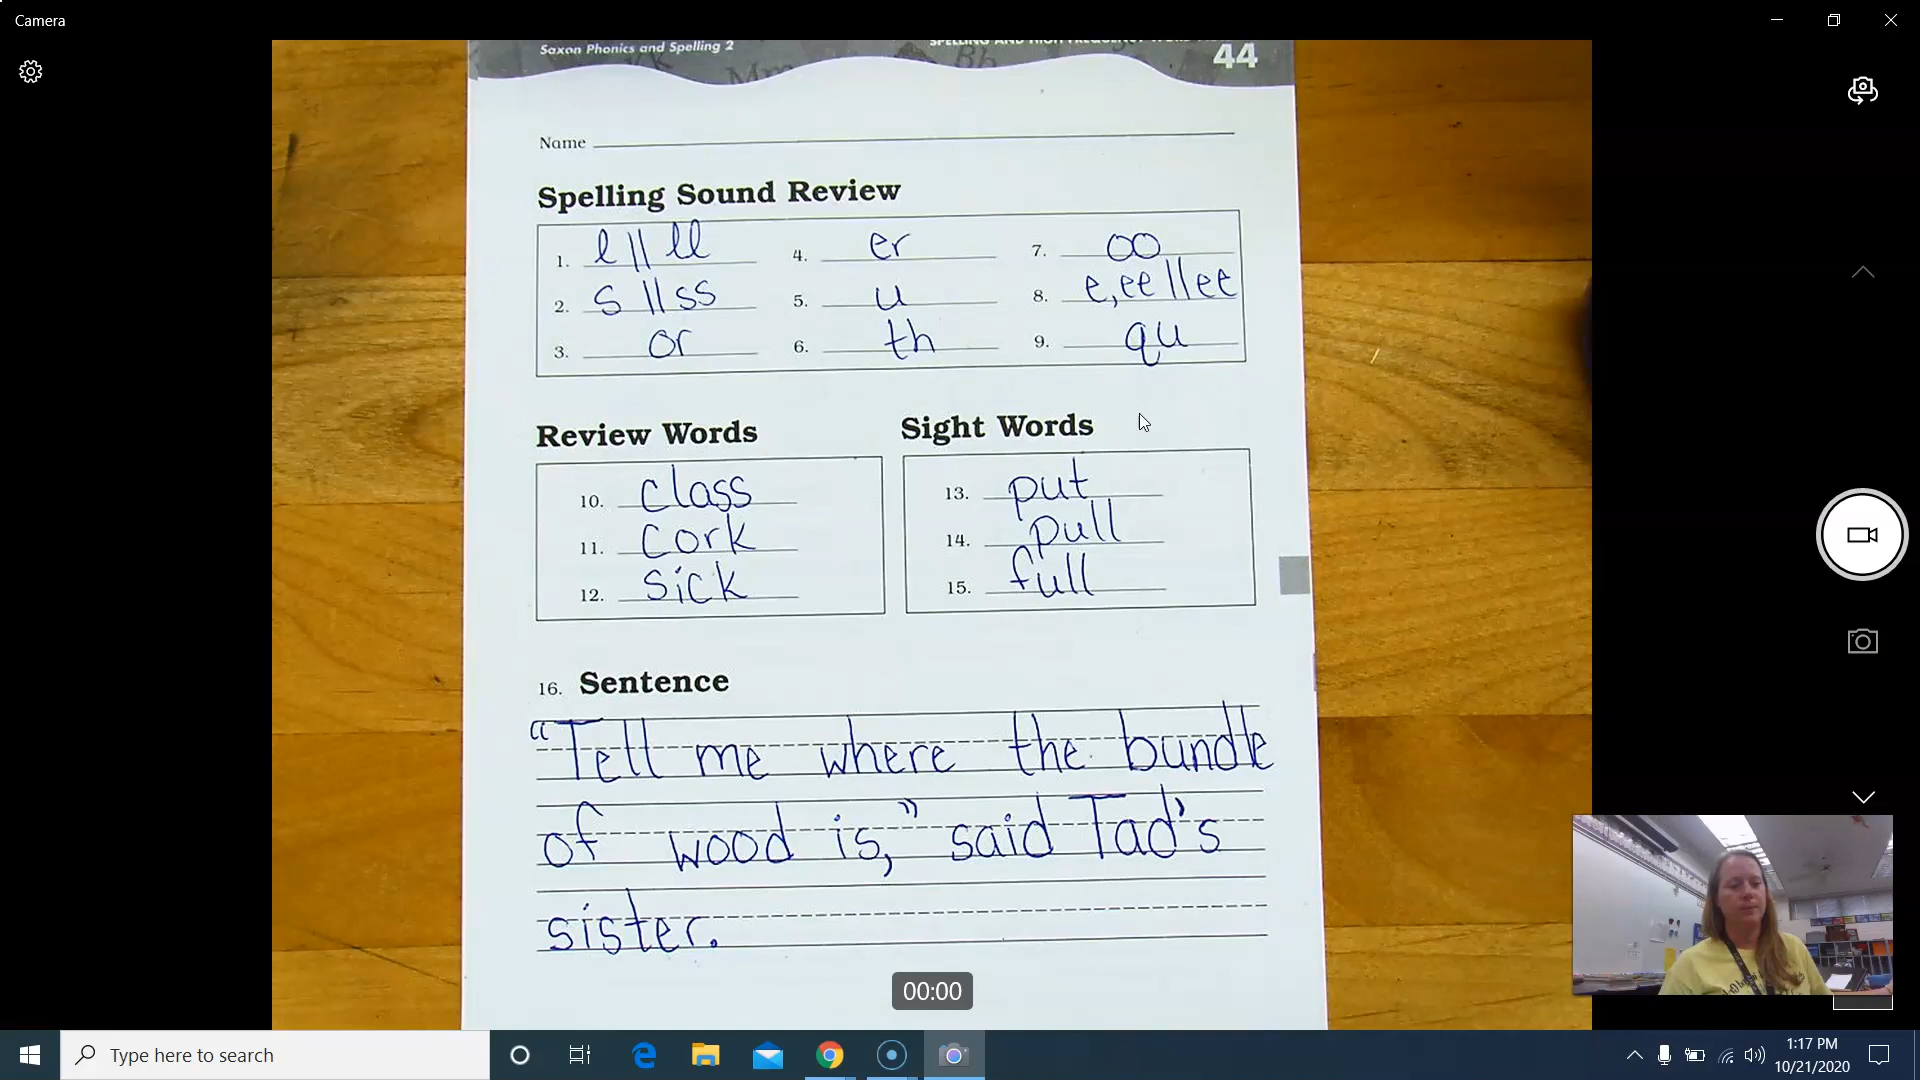 Camera
Saxon Phonics and Spelling 2
44
Name
Spelling Sound Review
1. l || ll 4. er 7. oo
2. s || ss 5. u 8. e, ee || ee
3. or 6. th 9. qu
Review Words Sight Words
10. class 13. put
11. cork 14. pull
12. sick 15. full
16. Sentence
“Tell me where the bundle
of wood is,” said Tad's
sister.
00:00
Type here to search
1:17 PM
10/21/2020